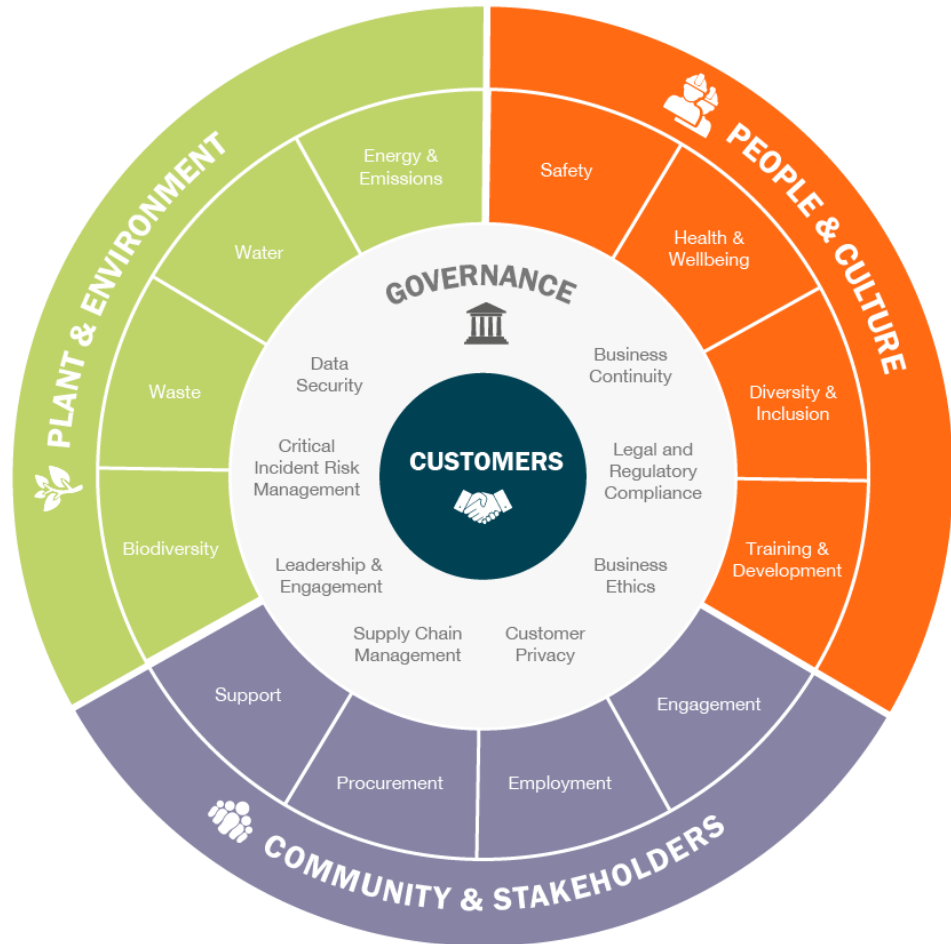 PLANT & ENVIRONMENT
Energy &
Emissions
Water
Waste
Biodiversity
PEOPLE & CULTURE
Safety
Health &
Wellbeing
Diversity &
Inclusion
Training &
Development
GOVERNANCE
Data
Security
Business
Continuity
Critical
Incident Risk
Management
Legal and
Regulatory
Compliance
Leadership &
Engagement
Business
Ethics
Supply Chain
Management
Customer
Privacy
CUSTOMERS
Support
Procurement
Employment
Engagement
COMMUNITY & STAKEHOLDERS